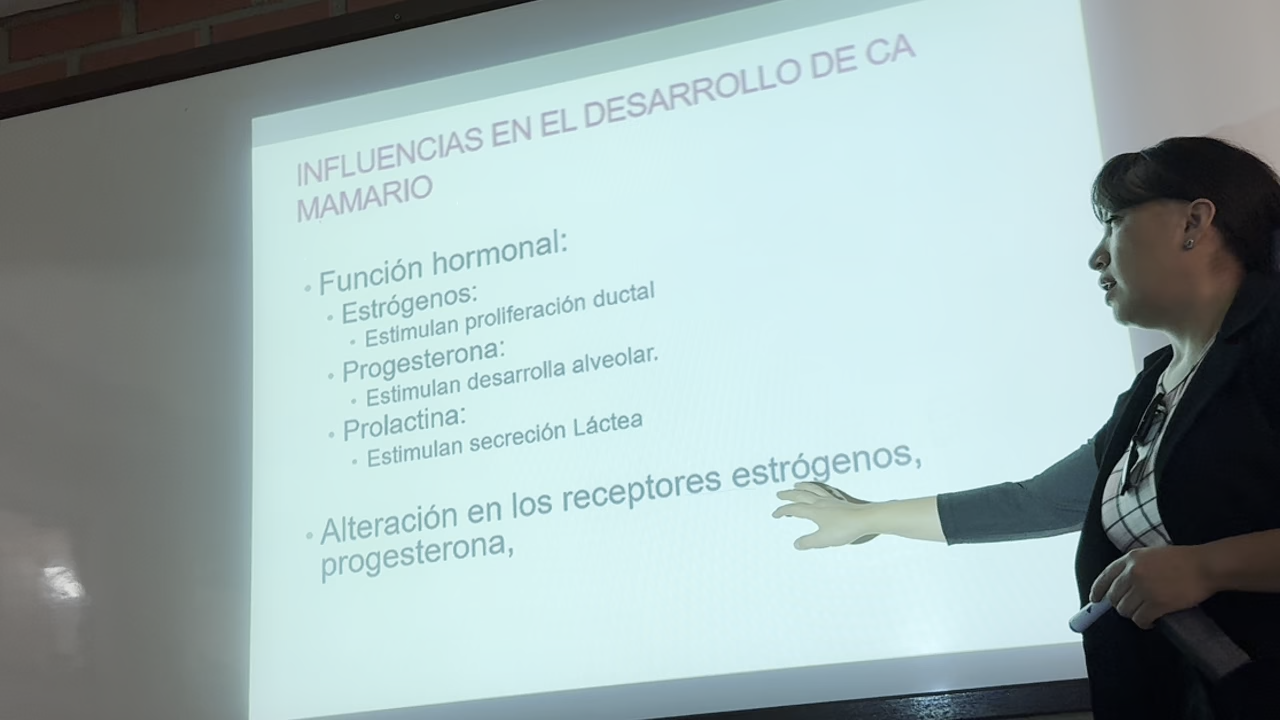 INFLUENCIAS EN EL DESARROLLO DE CA
MAMARIO
• Función hormonal:
• Estrógenos:
• Estimulan proliferación ductal
• Progesterona:
• Estimulan desarrolla alveolar.
• Prolactina:
• Estimulan secreción Láctea
• Alteración en los receptores estrógenos,
progesterona,